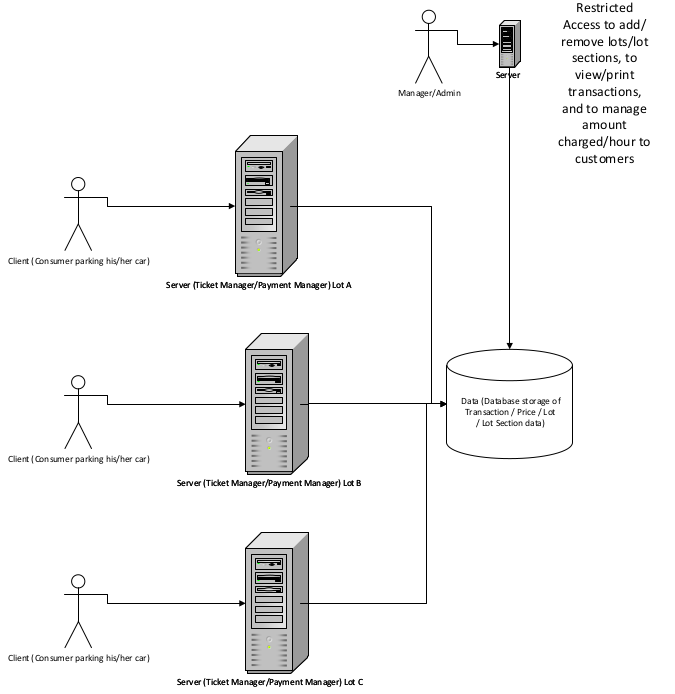 Restricted
Access to add/
remove lots/lot
sections, to
view/print
transactions,
and to manage
amount
charged/hour to
customers
Server
Manager/Admin
Client (Consumer parking his/her car)
Server (Ticket Manager/Payment Manager) Lot A
Data (Database storage of
Transaction / Price / Lot
/ Lot Section data)
Client (Consumer parking his/her car)
Server (Ticket Manager/Payment Manager) Lot B
Client (Consumer parking his/her car)
Server (Ticket Manager/Payment Manager) Lot C